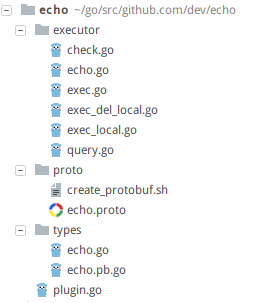 echo ~/go/src/github.com/dev/echo
executor
check.go
echo.go
exec.go
exec_del_local.go
exec_local.go
query.go
proto
create_protobuf.sh
echo.proto
types
echo.go
echo.pb.go
plugin.go